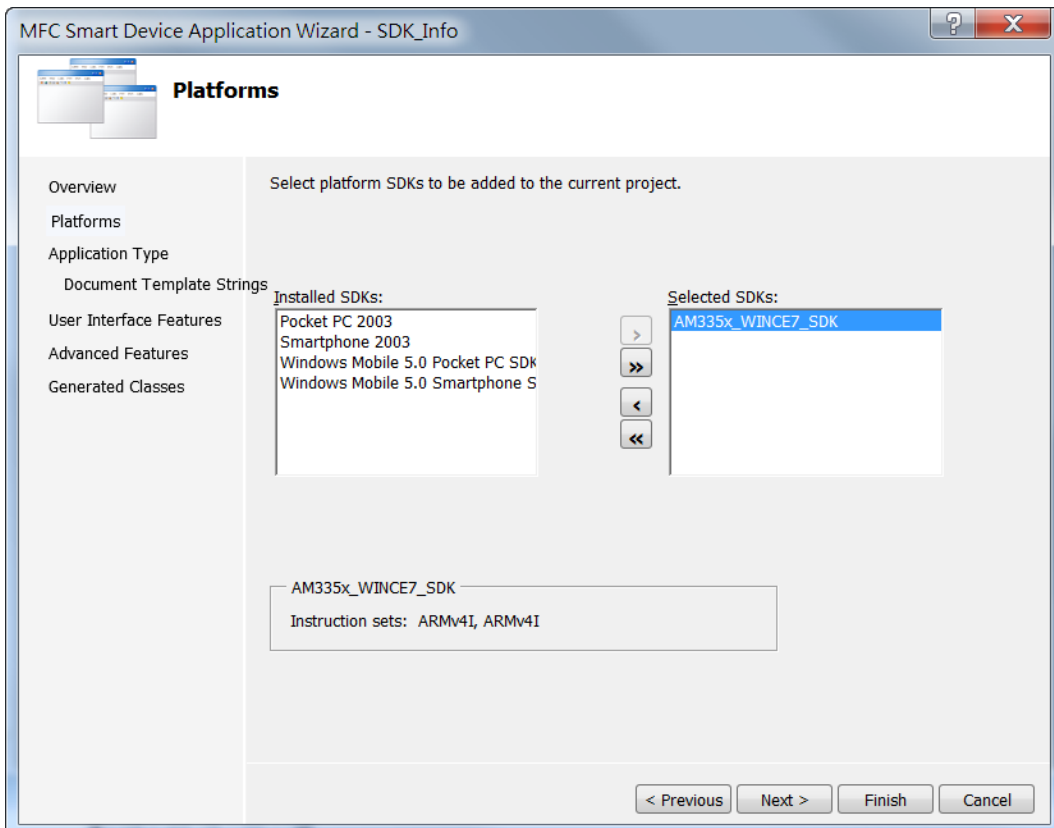 MFC Smart Device Application Wizard - SDK_Info
Platforms
Overview
Platforms
Application Type
Document Template Strings
User Interface Features
Advanced Features
Generated Classes
Select platform SDKs to be added to the current project.
Installed SDKs:
Pocket PC 2003
Smartphone 2003
Windows Mobile 5.0 Pocket PC SDK
Windows Mobile 5.0 Smartphone S
>
>>
<
<<
Selected SDKs:
AM335x_WINCE7_SDK
AM335x_WINCE7_SDK
Instruction sets: ARMv4I, ARMv4I
< Previous
Next >
Finish
Cancel